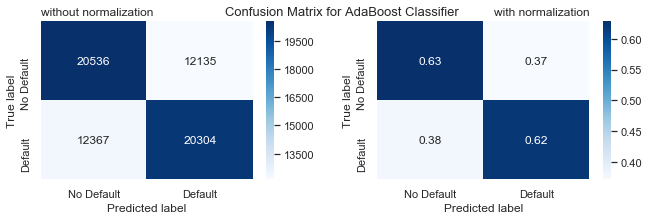 Confusion Matrix for AdaBoost Classifier
without normalization
with normalization
True label
No Default
Default
20536 12135
12367 20304
19500
18000
16500
15000
13500
No Default Default
Predicted label
True label
No Default
Default
0.63 0.37
0.38 0.62
0.60
0.55
0.50
0.45
0.40
No Default Default
Predicted label